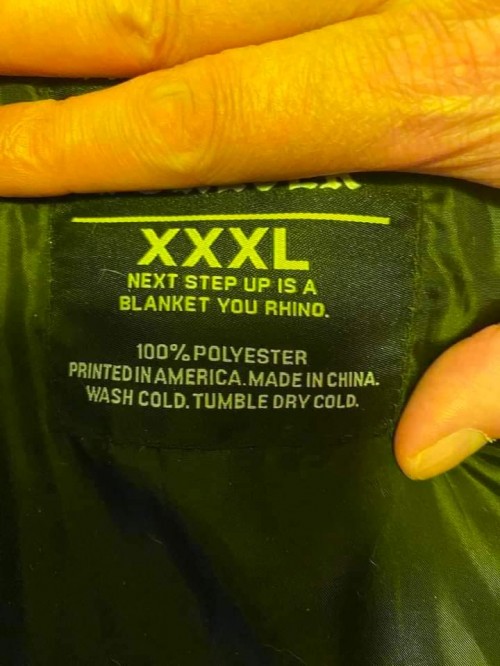 XXXL
NEXT STEP UP IS A
BLANKET YOU RHINO.
100% POLYESTER
PRINTED IN AMERICA. MADE IN CHINA.
WASH COLD. TUMBLE DRY COLD.